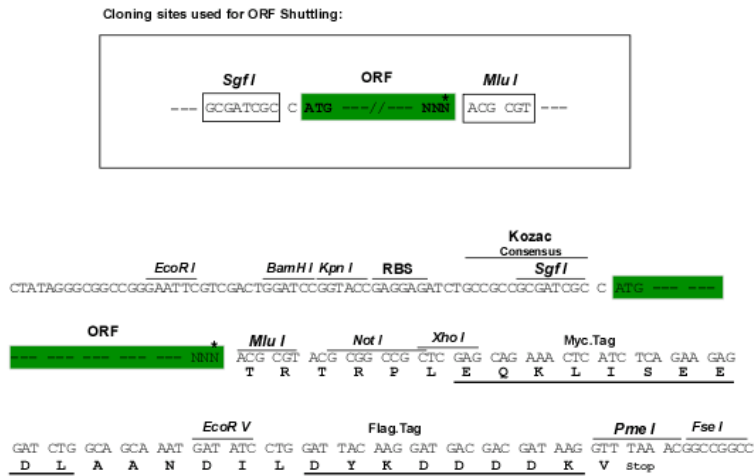 Cloning sites used for ORF Shuttling:
Sgf I ORF Mlu I
--- GCGATCGC C ATG ---//--- NNN* ACG CGT ---
Kozac
Consensus
EcoR I BamH I Kpn I RBS Sgf I
CTATAGGGCGGCCGGGAATTCGTCGACTGGATCCGGTACCGAGGAGATCTGCCGCCGCGATCGC C ATG --- ---
ORF Mlu I Not I Xho I Myc.Tag
--- --- --- --- --- NNN* ACG CGT ACG CGG CCG CTC GAG CAG AAA CTC ATC TCA GAA GAG
T R T R P L E Q K L I S E E
EcoR V Flag.Tag Pme I Fse I
GAT CTG GCA GCA AAT GAT ATC CTG GAT TAC AAG GAT GAC GAC GAT AAG GTT TAA ACGGCCGGCC
D L A A N D I L D Y K D D D D K V Stop